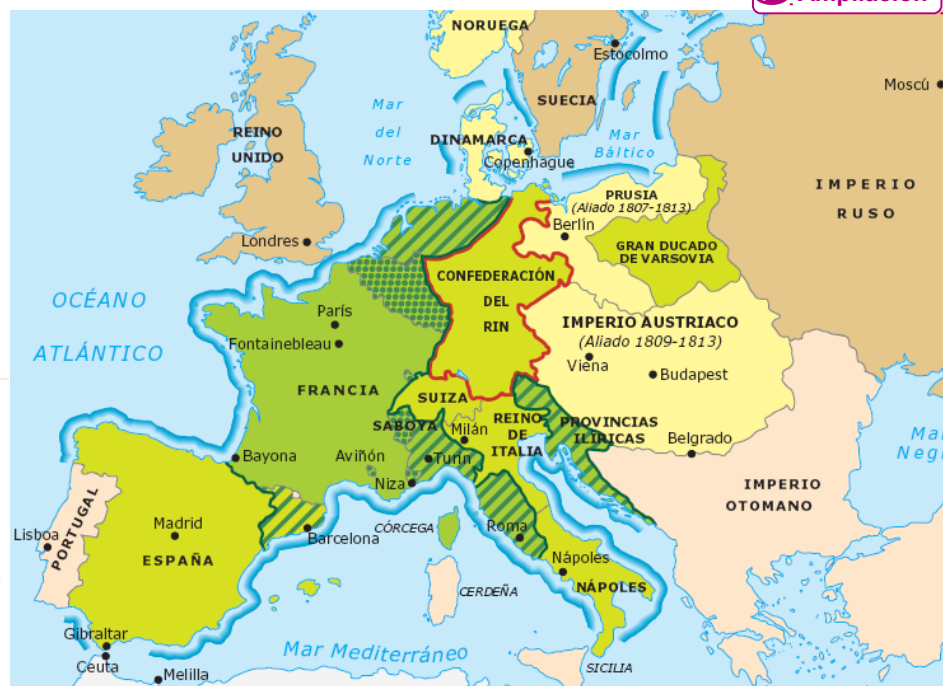 Ampliación
NORUEGA
Estocolmo
Moscú
SUECIA
Mar
del
Norte
REINO
UNIDO
DINAMARCA
Copenhague
Mar
Báltico
PRUSIA
(Aliado 1807-1813)
IMPERIO
RUSO
Berlín
Londres
GRAN DUCADO
DE VARSOVIA
CONFEDERACIÓN
DEL
RIN
OCÉANO
ATLÁNTICO
París
Fontainebleau
IMPERIO AUSTRIACO
(Aliado 1809-1813)
Viena
Budapest
FRANCIA
SUIZA
SABOYA
Milán
REINO
DE
ITALIA
PROVINCIAS
ILÍRICAS
Belgrado
Mar
Negr
Bayona
Aviñón
Turín
Niza
IMPERIO
OTOMANO
PORTUGAL
Lisboa
Madrid
ESPAÑA
Barcelona
CÓRCEGA
Roma
Nápoles
NÁPOLES
CERDEÑA
Gibraltar
Ceuta
Melilla
Mar Mediterráneo
SICILIA